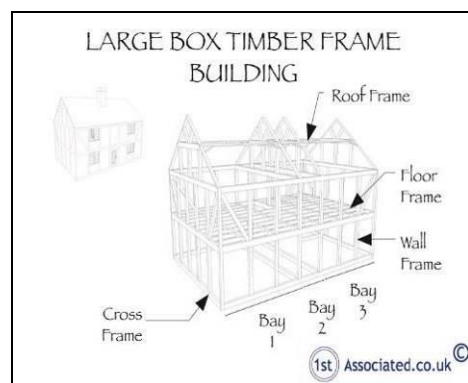 LARGE BOX TIMBER FRAME
BUILDING
Roof Frame
Floor
Frame
Wall
Frame
Cross
Frame
Bay
1
Bay
2
Bay
3
1st Associated.co.uk ©